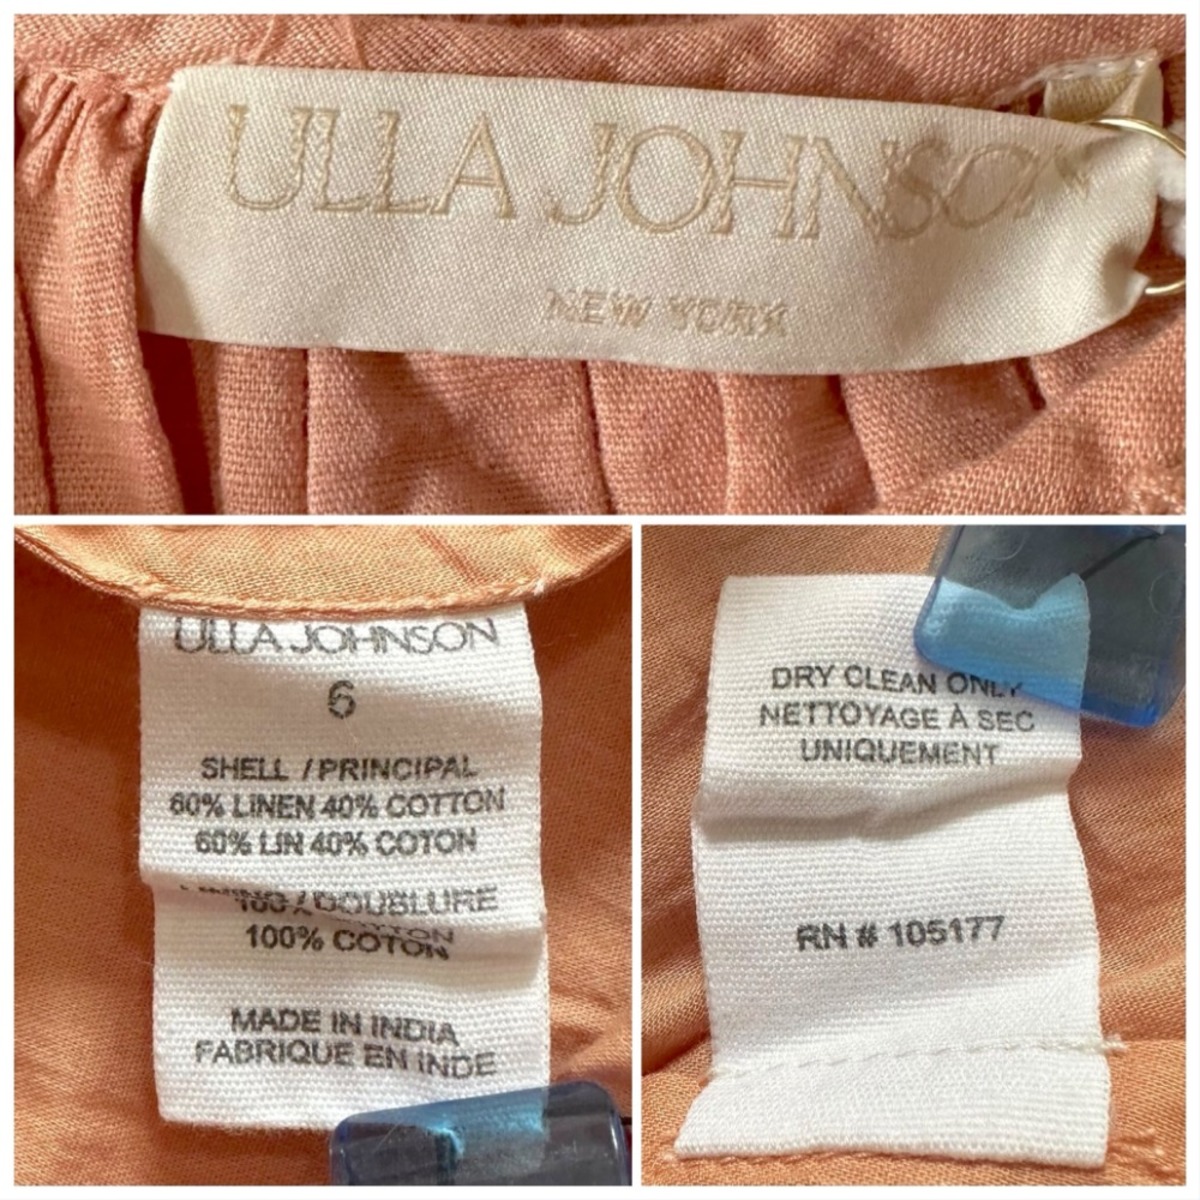 ULLA JOHNSON
NEW YORK
ULLA JOHNSON
6
SHELL / PRINCIPAL
60% LINEN 40% COTTON
60% LIN 40% COTON
/ DOUBLURE
100% COTON
MADE IN INDIA
FABRIQUE EN INDE
DRY CLEAN ONLY
NETTOYAGE À SEC
UNIQUEMENT
RN # 105177